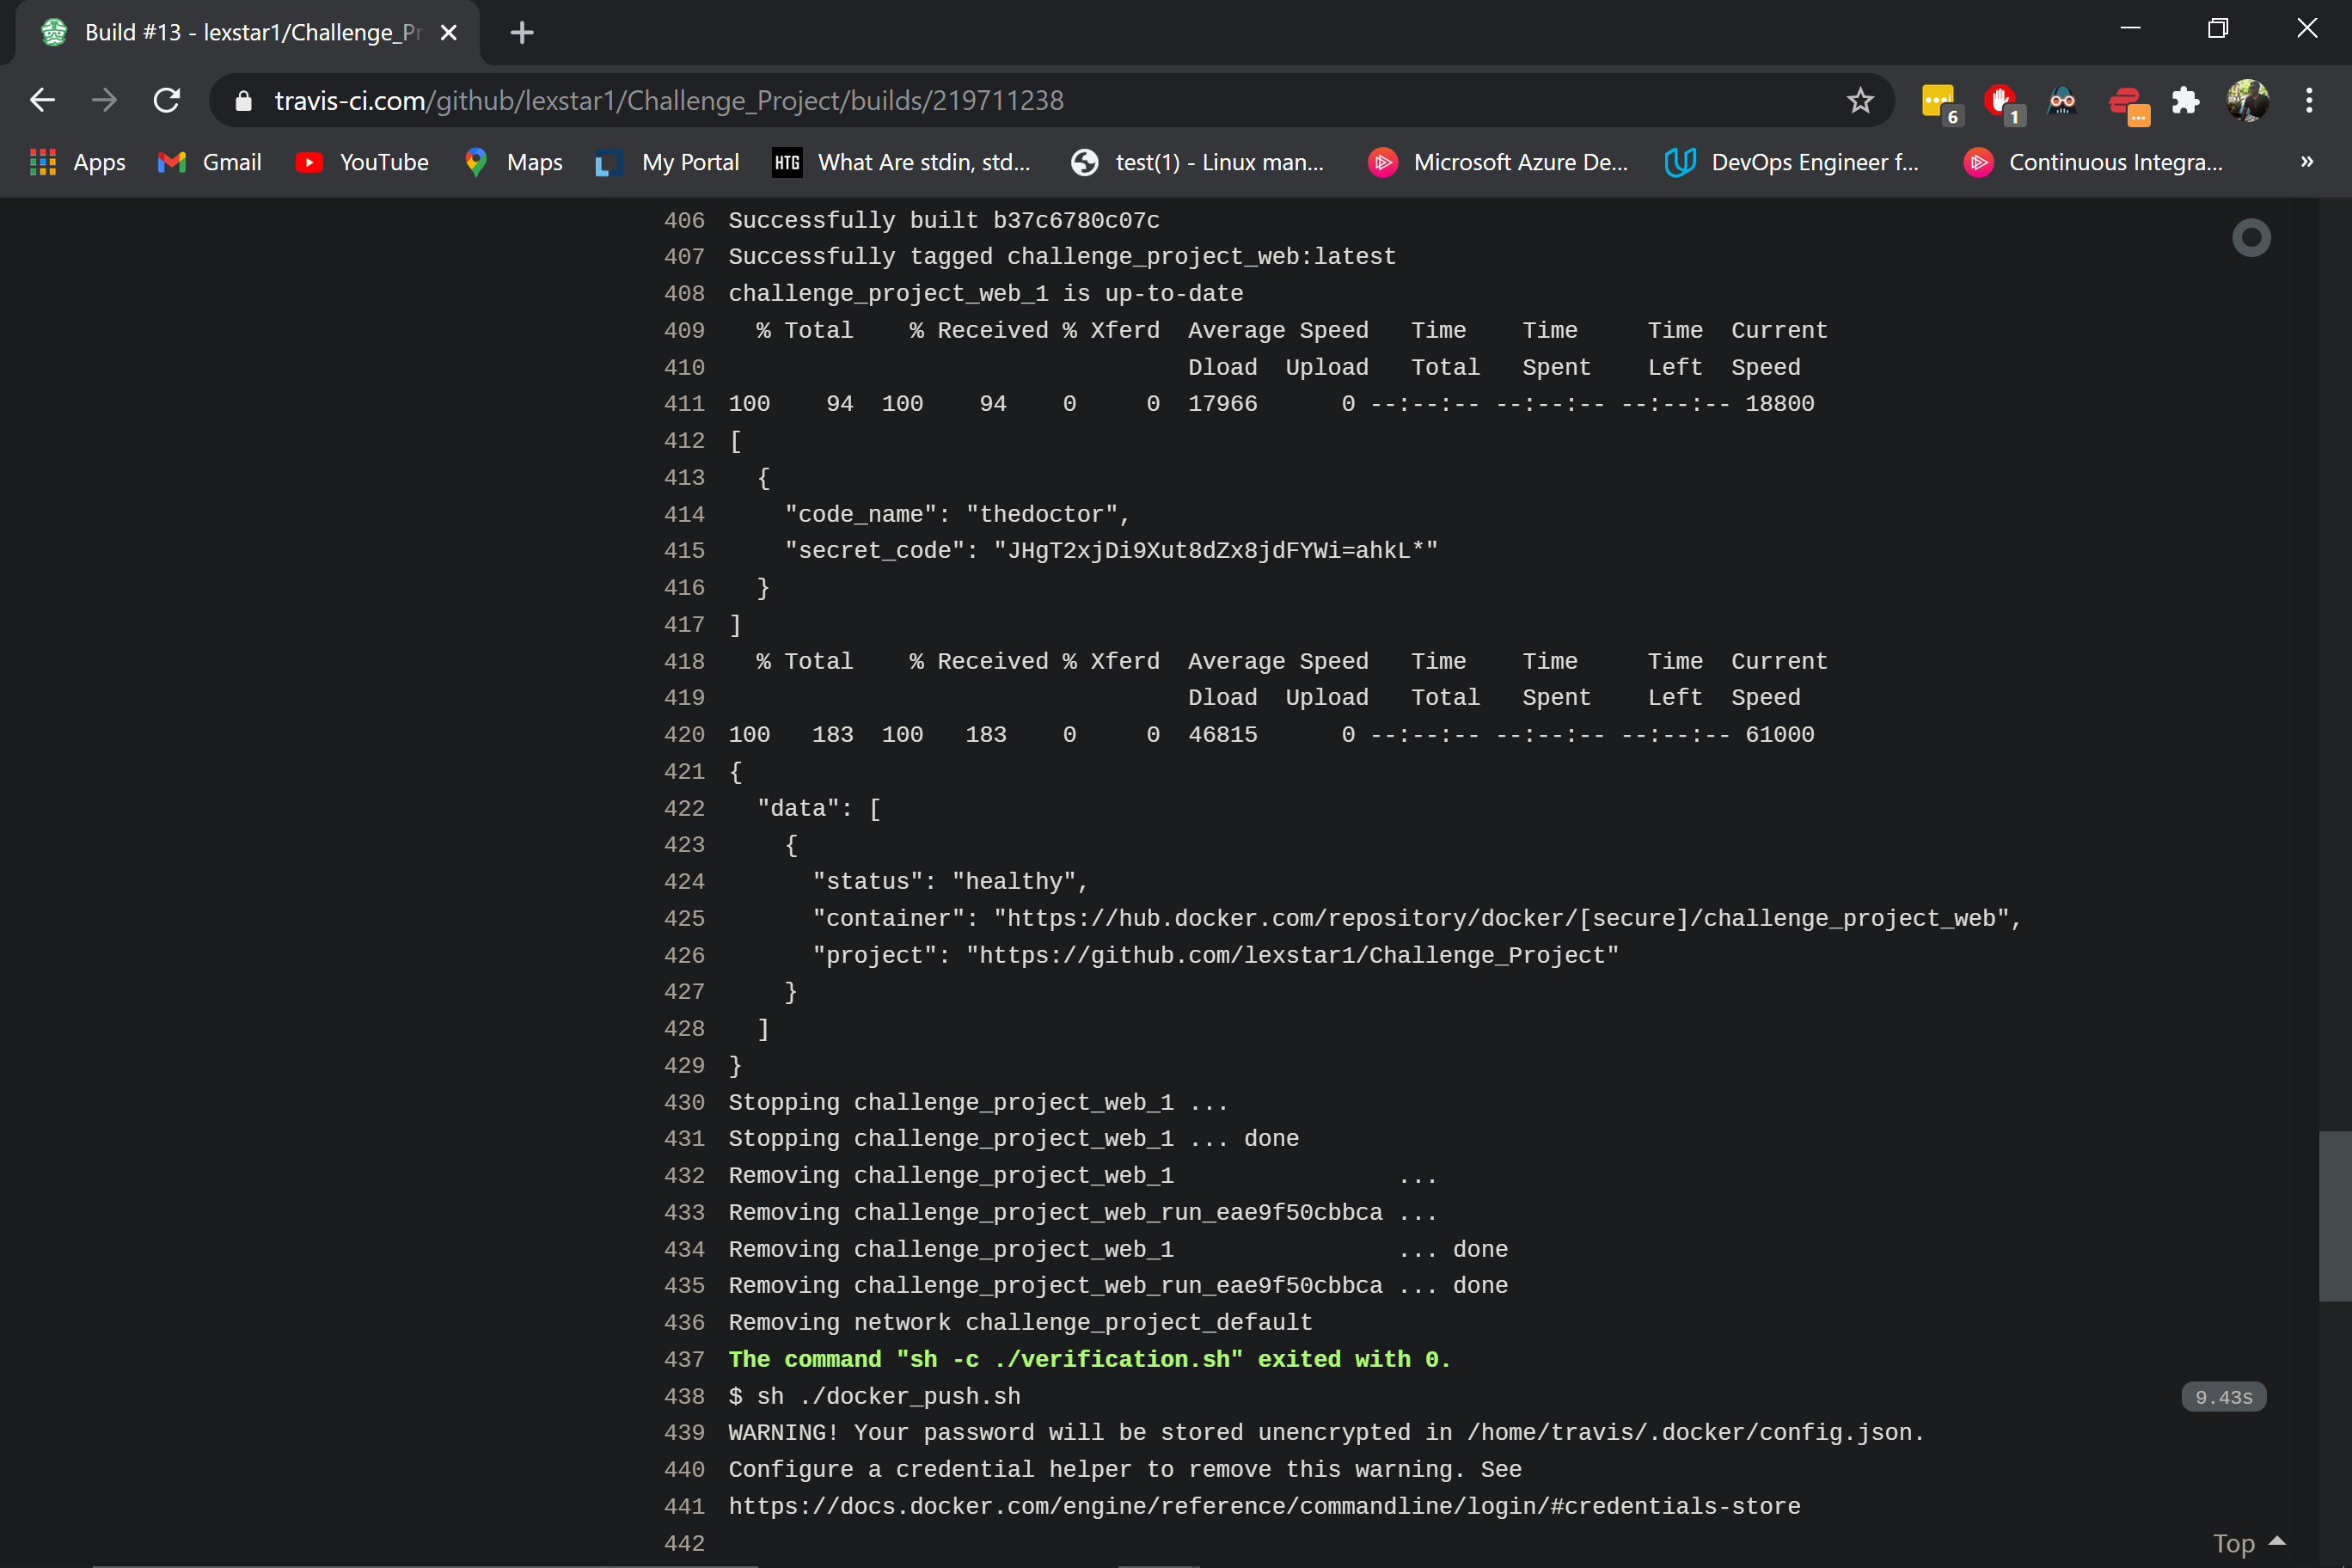 Build #13 - lexstar1/Challenge_Pr
travis-ci.com/github/lexstar1/Challenge_Project/builds/219711238
6
1
Apps
Gmail
YouTube
Maps
My Portal
HTG
What Are stdin, std...
test(1) - Linux man...
Microsoft Azure De...
DevOps Engineer f...
Continuous Integra...
»
406 Successfully built b37c6780c07c
407 Successfully tagged challenge_project_web:latest
408 challenge_project_web_1 is up-to-date
409   % Total    % Received % Xferd  Average Speed   Time    Time     Time  Current
410                                  Dload  Upload   Total   Spent    Left  Speed
411 100    94  100    94    0     0  17966      0 --:--:-- --:--:-- --:--:-- 18800
412 [
413   {
414     "code_name": "thedoctor",
415     "secret_code": "JHgT2xjDi9Xut8dZx8jdFYWi=ahkL*"
416   }
417 ]
418   % Total    % Received % Xferd  Average Speed   Time    Time     Time  Current
419                                  Dload  Upload   Total   Spent    Left  Speed
420 100   183  100   183    0     0  46815      0 --:--:-- --:--:-- --:--:-- 61000
421 {
422   "data": [
423     {
424       "status": "healthy",
425       "container": "https://hub.docker.com/repository/docker/[secure]/challenge_project_web",
426       "project": "https://github.com/lexstar1/Challenge_Project"
427     }
428   ]
429 }
430 Stopping challenge_project_web_1 ...
431 Stopping challenge_project_web_1 ... done
432 Removing challenge_project_web_1                ...
433 Removing challenge_project_web_run_eae9f50cbbca ...
434 Removing challenge_project_web_1                ... done
435 Removing challenge_project_web_run_eae9f50cbbca ... done
436 Removing network challenge_project_default
437 The command "sh -c ./verification.sh" exited with 0.
438 $ sh ./docker_push.sh 9.43s
439 WARNING! Your password will be stored unencrypted in /home/travis/.docker/config.json.
440 Configure a credential helper to remove this warning. See
441 https://docs.docker.com/engine/reference/commandline/login/#credentials-store
442
Top